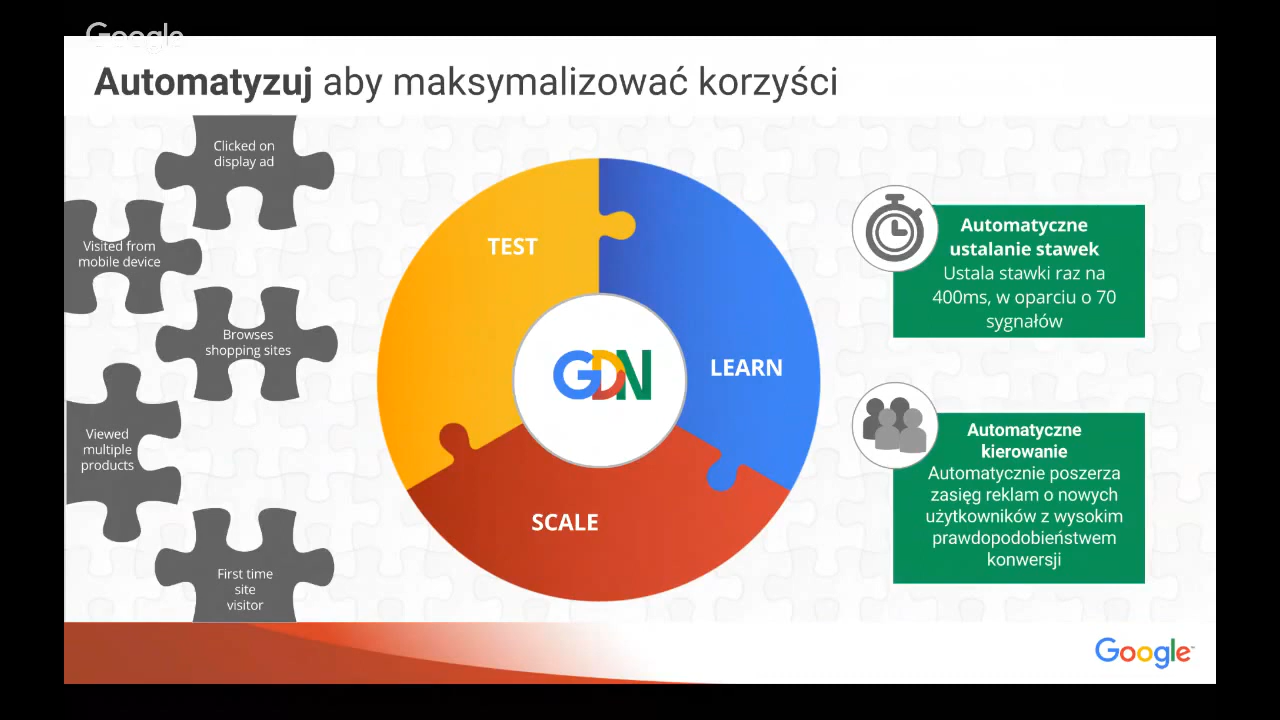 Google
Automatyzuj aby maksymalizować korzyści
Clicked on
display ad
Visited from
mobile device
Browses
shopping sites
Viewed
multiple
products
First time
site
visitor
TEST
LEARN
SCALE
GDN
Automatyczne
ustalanie stawek
Ustala stawki raz na
400ms, w oparciu o 70
sygnałów
Automatyczne
kierowanie
Automatycznie poszerza
zasięg reklam o nowych
użytkowników z wysokim
prawdopodobieństwem
konwersji
Google